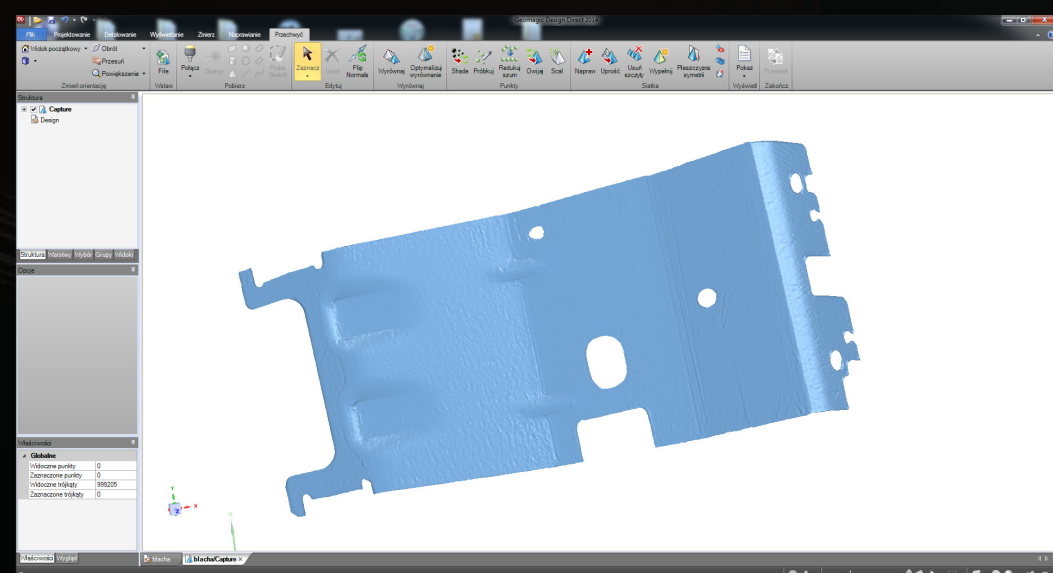 Geomagic Design Direct 2014
Plik Projektowanie Detalowanie Wyświetlanie Zmierz Naprawianie Przechwyć
Widok początkowy Obrót
Przesuń
Powiększenie
Zmień orientację
File
Wstaw
Połącz
Pobierz
Zaznacz Usuń Flip Normals
Edytuj
Wyrównaj Optymalizuj wyrównanie
Wyrównaj
Shade Próbkuj Redukuj szum Owijaj Scal
Punkty
Napraw Uprość Usuń szczyty Wypełnij Płaszczyzna symetrii
Siatka
Pokaż
Wyświetl
Zakończ
Struktura
Capture
Design
Struktura Warstwy Wybór Grupy Widoki
Opcje
Właściwości
Globalne
Widoczne punkty 0
Zaznaczone punkty 0
Widoczne trójkąty 999205
Zaznaczone trójkąty 0
Właściwości Wygląd
Y
X
Z
Y
blacha blacha/Capture ×